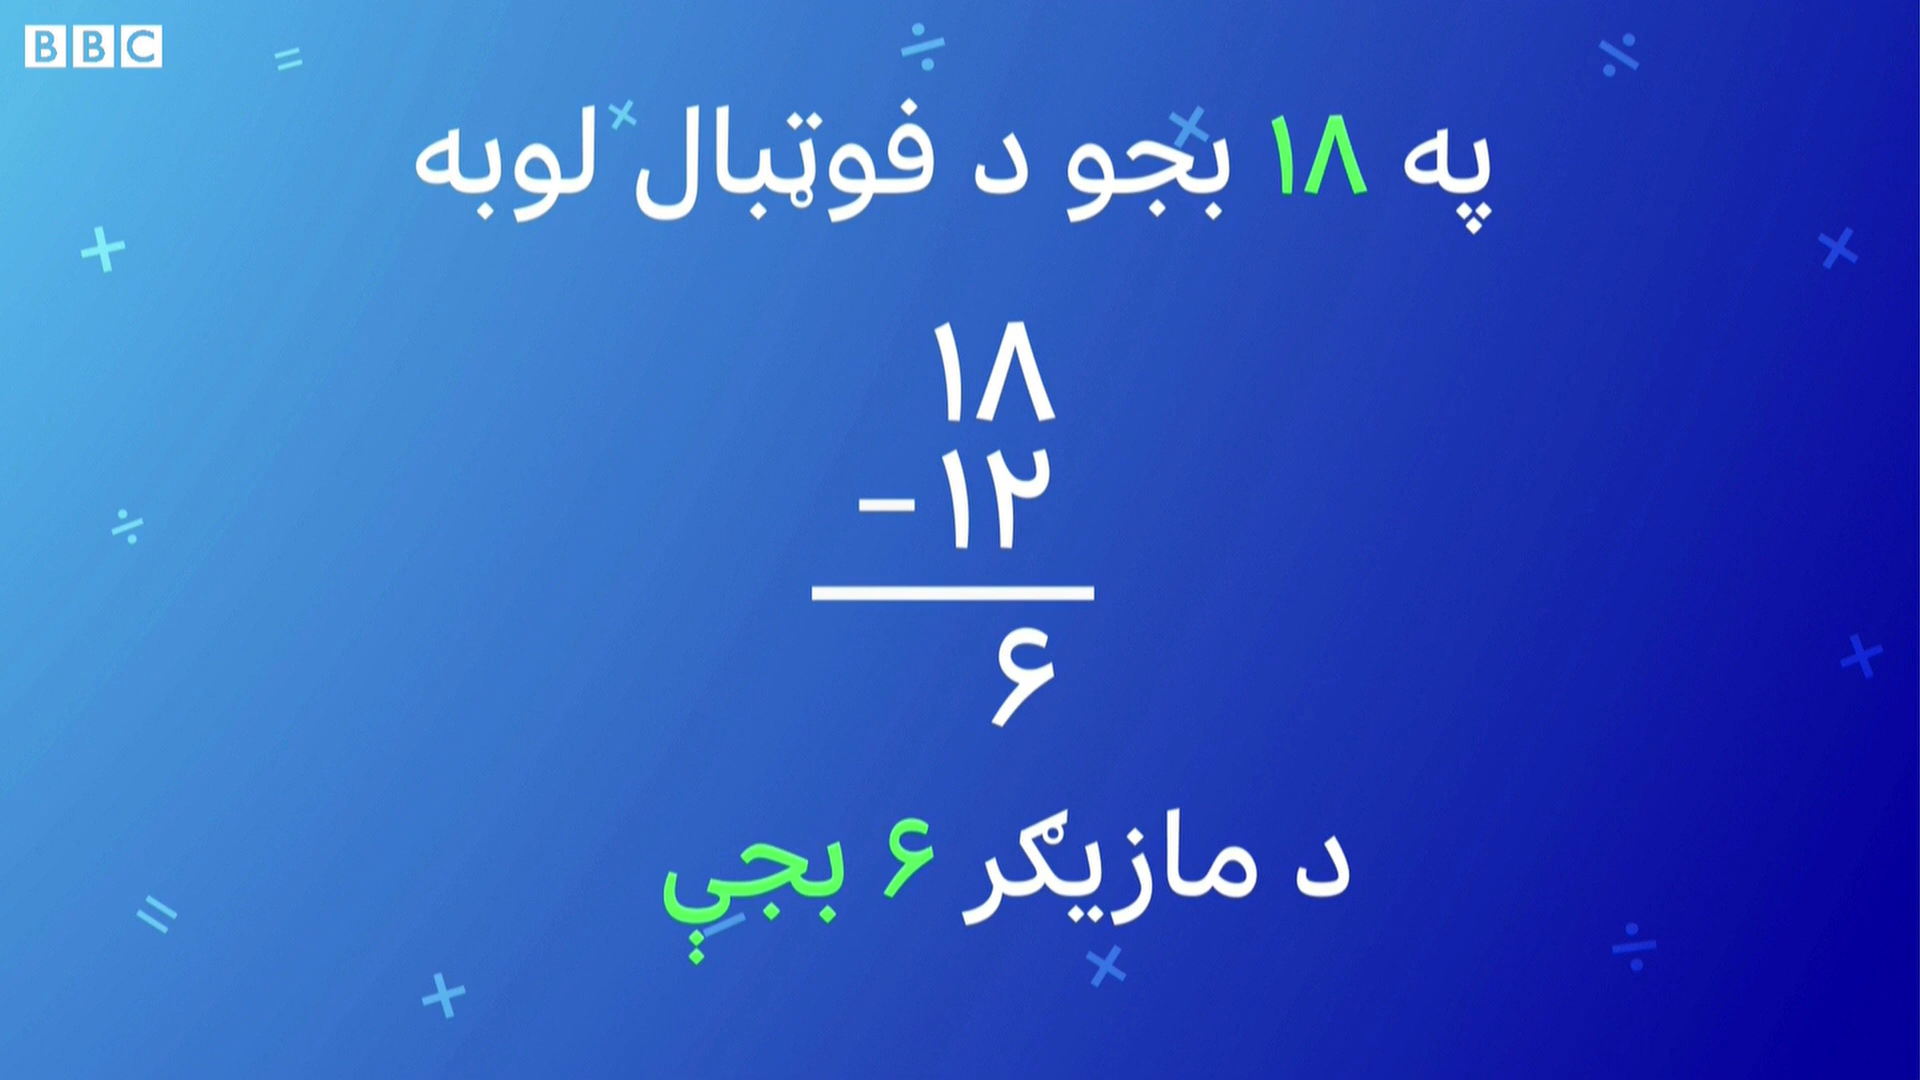 BBC
په ۱۸ بجو د فوټبال لوبه
۱۸
-۱۲
۶
د مازیګر ۶ بجې